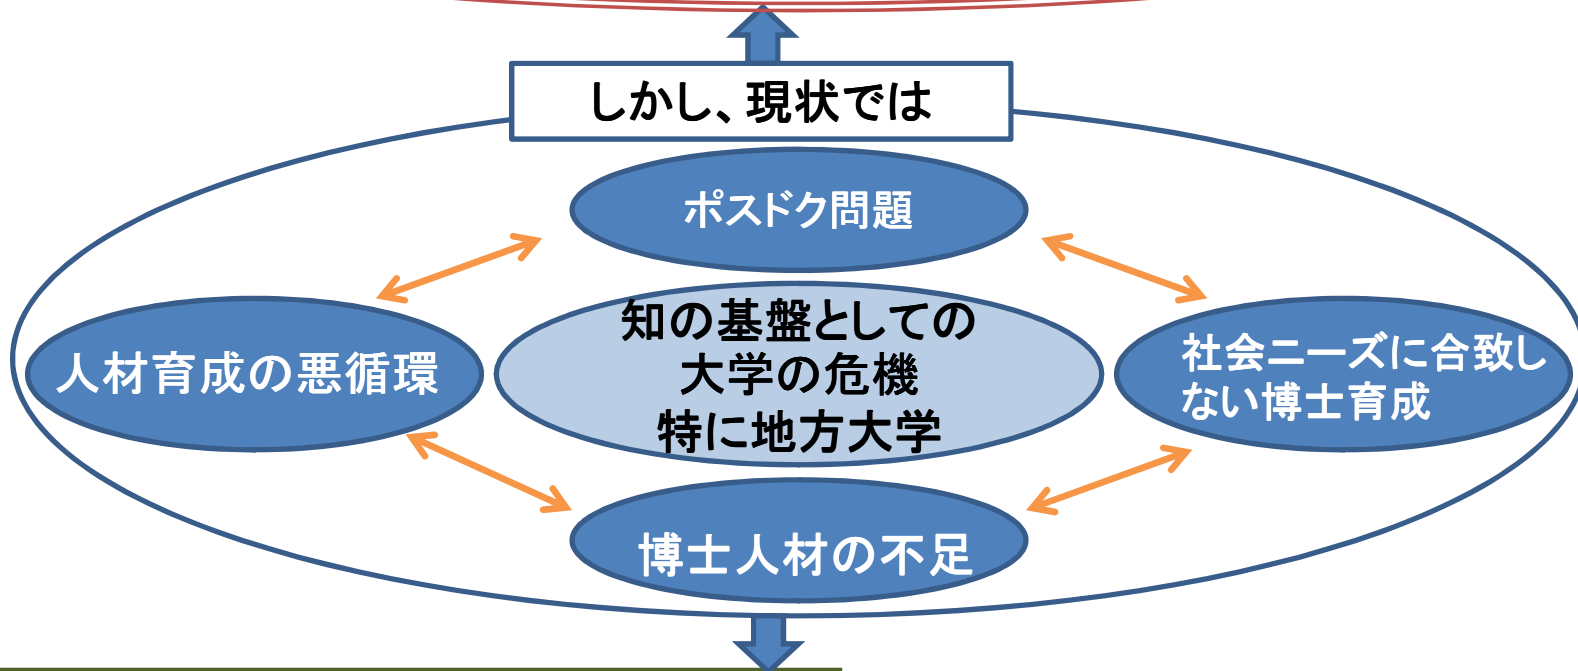 しかし、現状では
ポスドク問題
知の基盤としての
大学の危機
特に地方大学
人材育成の悪循環
社会ニーズに合致し
ない博士育成
博士人材の不足